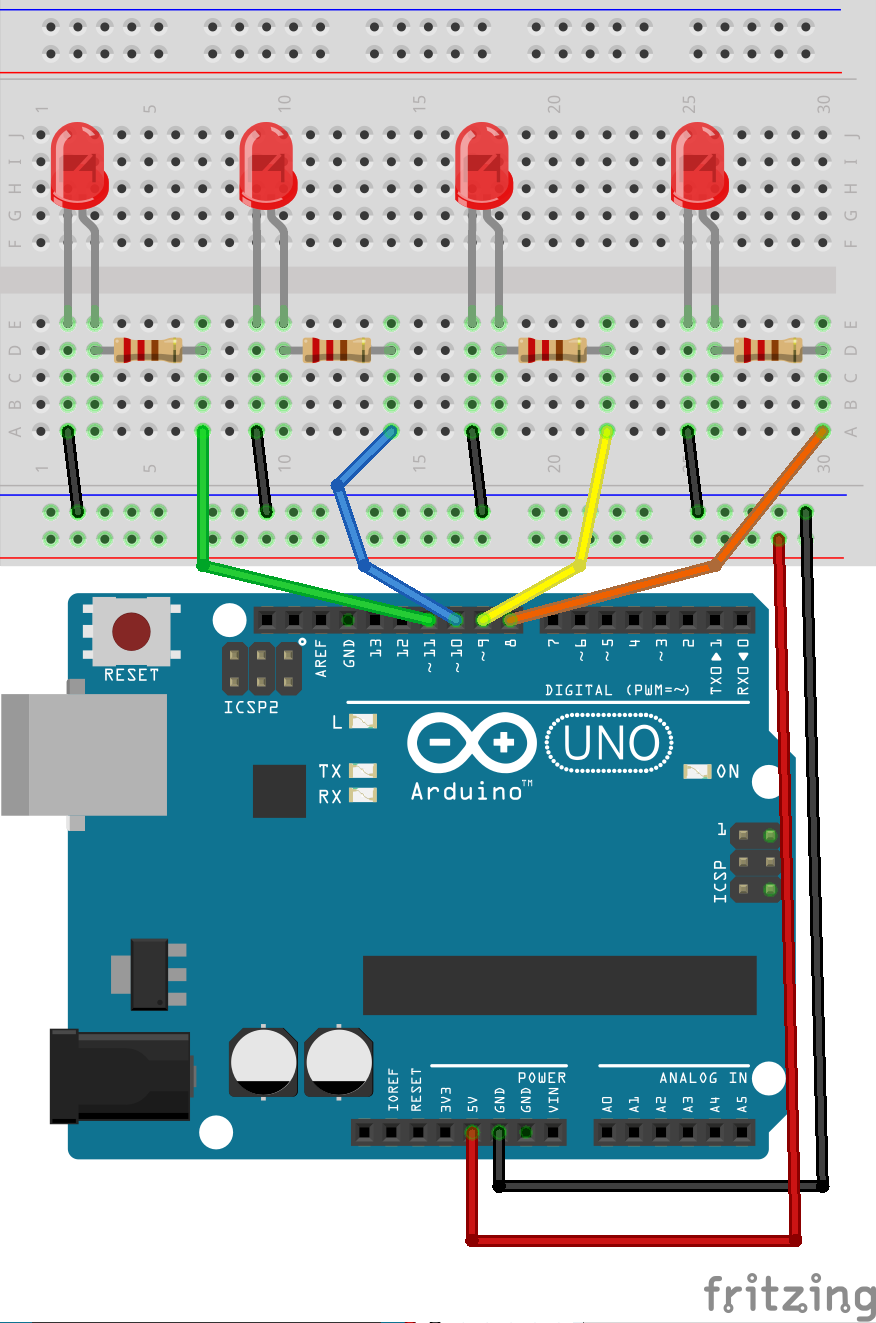 1 5 10 15 20 25 30
J J
I I
H H
G G
F F
E E
D D
C C
B B
A A
1 5 10 15 20 25 30
RESET
ICSP2
AREF
GND
13
12
~11
~10
~9
8
7
~6
~5
4
~3
2
TX0▶1
RX0◀0
DIGITAL (PWM=~)
L
TX
RX
UNO
Arduino™
ON
1
ICSP
POWER
ANALOG IN
IOREF
RESET
3V3
5V
GND
GND
VIN
A0
A1
A2
A3
A4
A5
fritzing